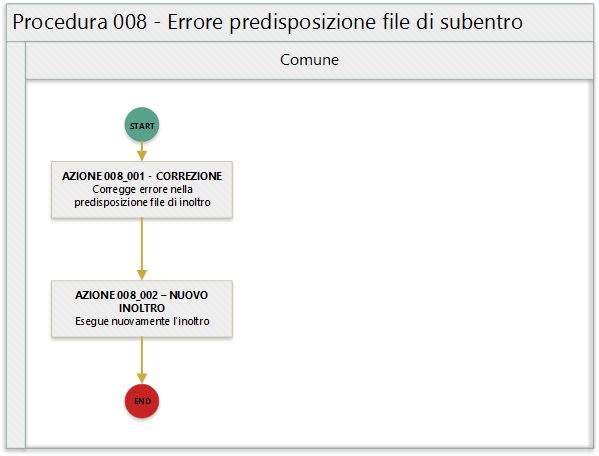 Procedura 008 - Errore predisposizione file di subentro
Comune
START
AZIONE 008_001 - CORREZIONE
Corregge errore nella
predisposizione file di inoltro
AZIONE 008_002 – NUOVO
INOLTRO
Esegue nuovamente l'inoltro
END